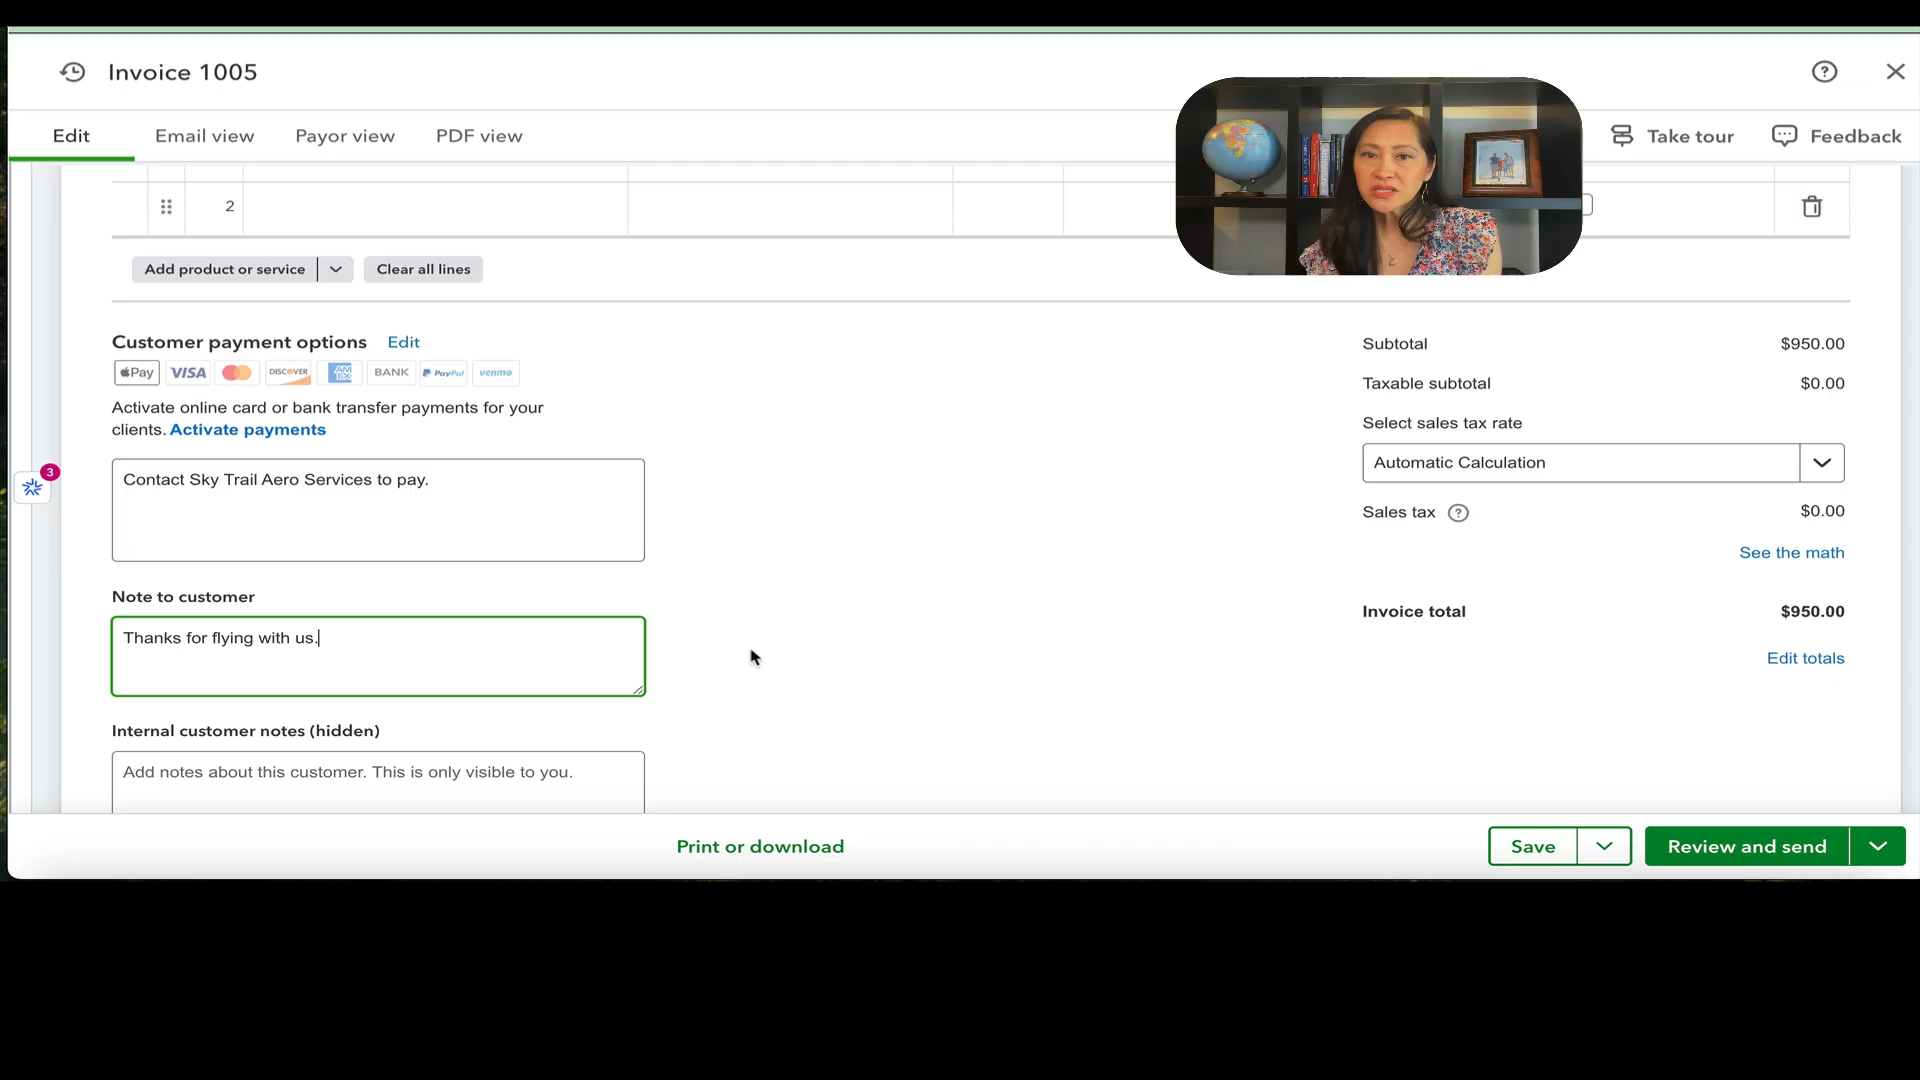 Invoice 1005
Edit
Email view
Payor view
PDF view
Take tour
Feedback
2
Add product or service
Clear all lines
Customer payment options Edit
Pay VISA DISCOVER AM EX BANK PayPal venmo
Activate online card or bank transfer payments for your
clients. Activate payments
3
Contact Sky Trail Aero Services to pay.
Note to customer
Thanks for flying with us.
Internal customer notes (hidden)
Add notes about this customer. This is only visible to you.
Subtotal $950.00
Taxable subtotal $0.00
Select sales tax rate
Automatic Calculation
Sales tax ? $0.00
See the math
Invoice total $950.00
Edit totals
Print or download
Save
Review and send